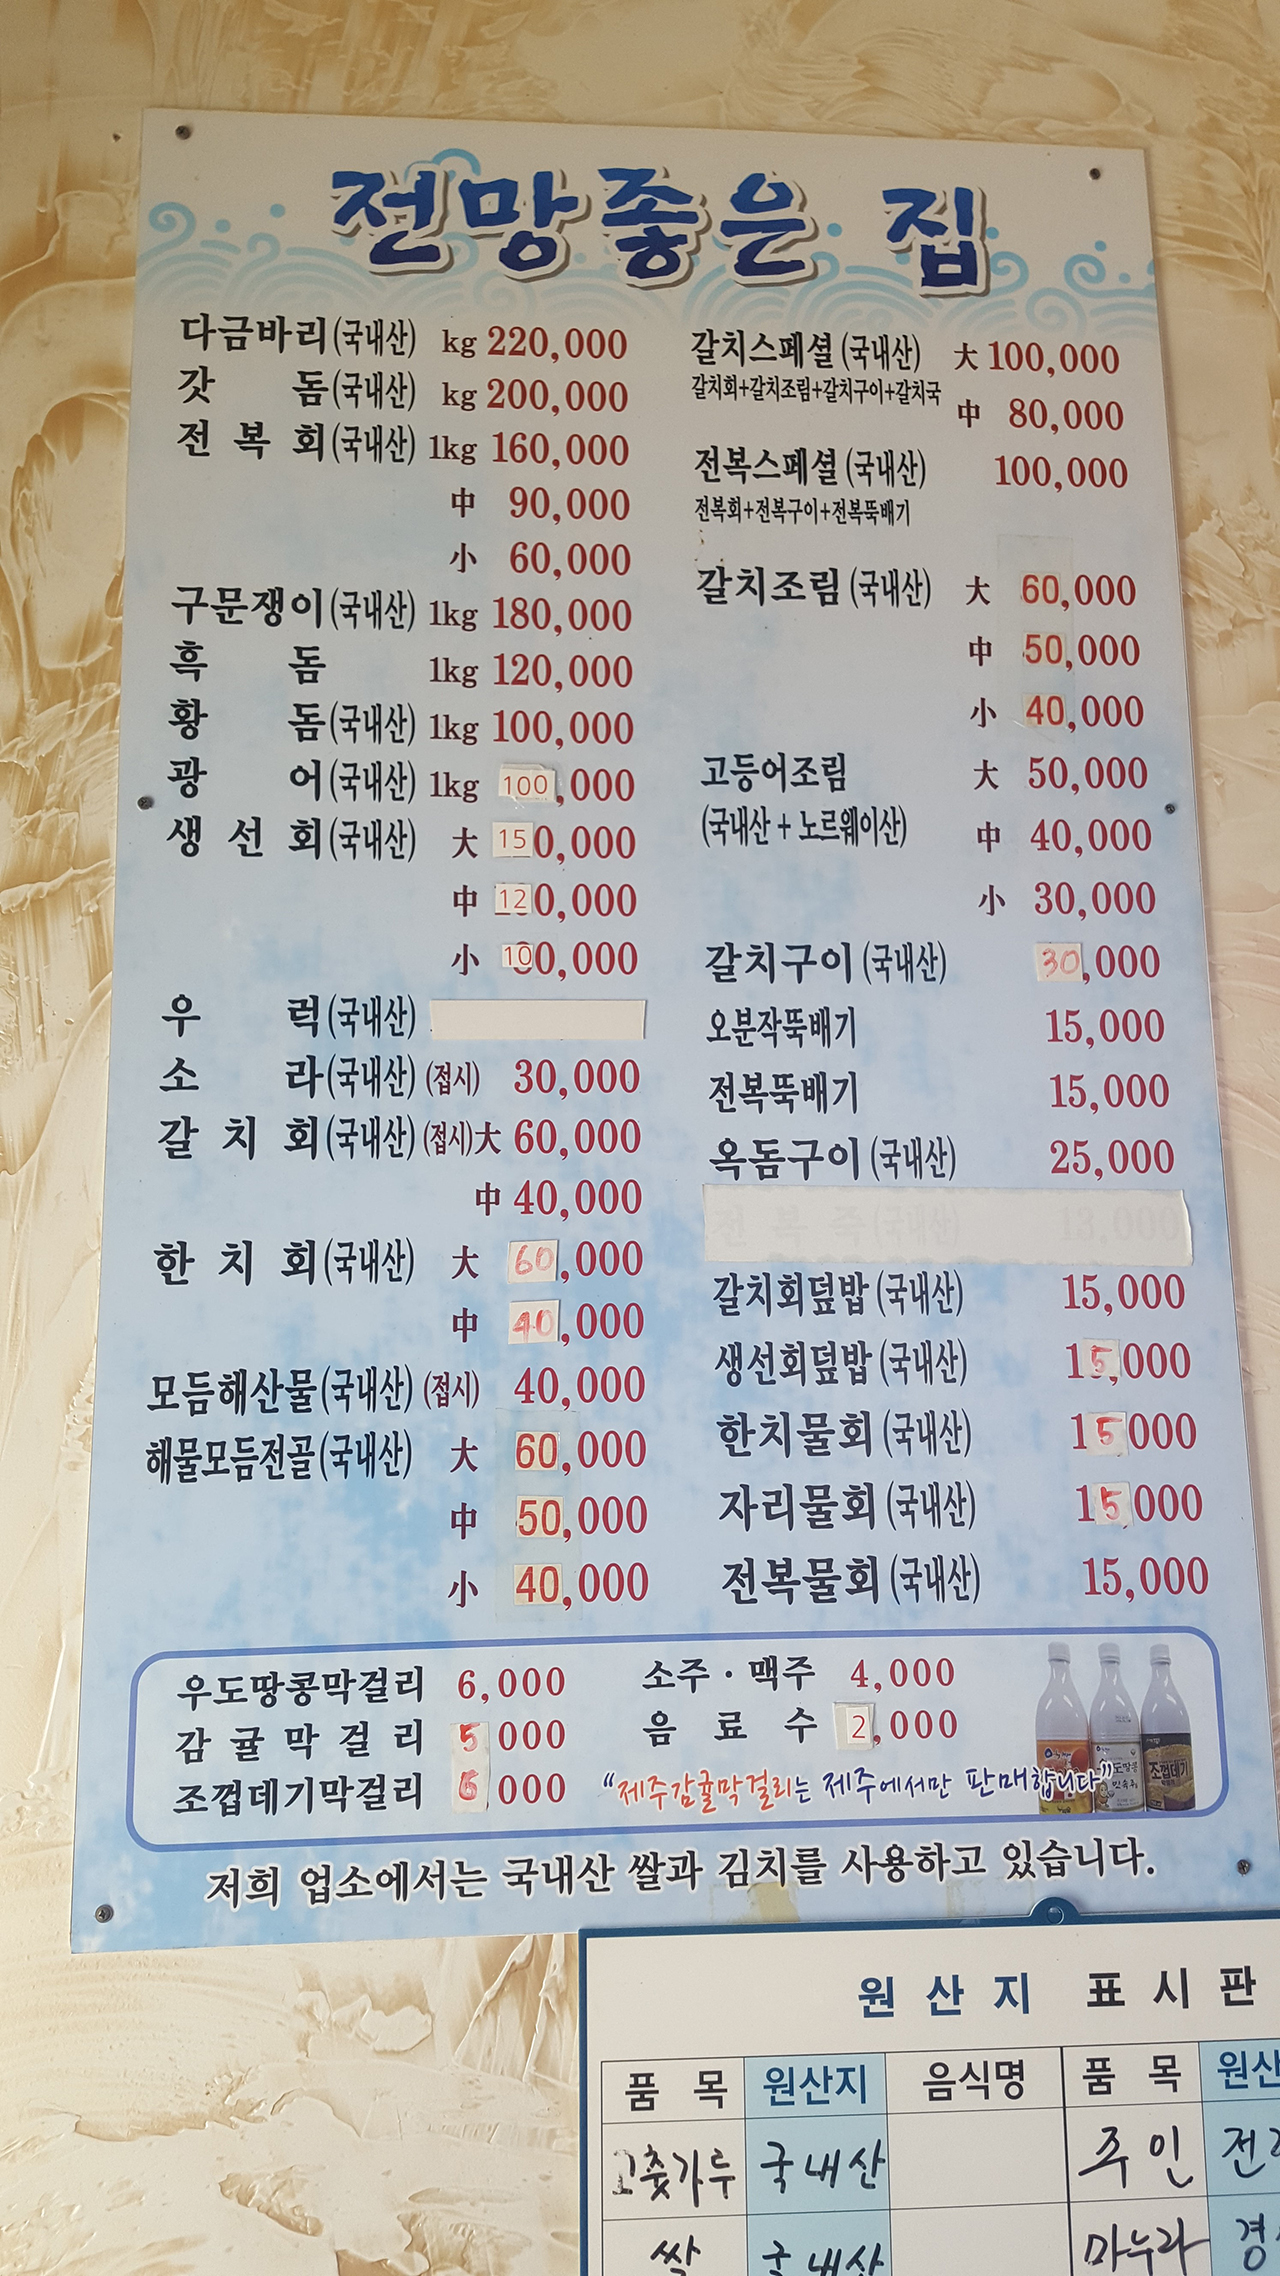 전망좋은 집
다금바리(국내산) kg 220,000
갓 돔(국내산) kg 200,000
전 복 회(국내산) 1kg 160,000
中 90,000
小 60,000
구문쟁이(국내산) 1kg 180,000
흑 돔 1kg 120,000
황 돔(국내산) 1kg 100,000
광 어(국내산) 1kg 100,000
생 선 회(국내산) 大 150,000
中 120,000
小 100,000
우 럭(국내산)
소 라(국내산) (접시) 30,000
갈 치 회(국내산) (접시)大 60,000
中 40,000
한 치 회(국내산) 大 60,000
中 40,000
모듬해산물(국내산) (접시) 40,000
해물모듬전골(국내산) 大 60,000
中 50,000
小 40,000
갈치스페셜(국내산) 大 100,000
갈치회+갈치조림+갈치구이+갈치국
中 80,000
전복스페셜(국내산) 100,000
전복회+전복구이+전복뚝배기
갈치조림(국내산) 大 60,000
中 50,000
小 40,000
고등어조림 大 50,000
(국내산 + 노르웨이산) 中 40,000
小 30,000
갈치구이(국내산) 30,000
오분작뚝배기 15,000
전복뚝배기 15,000
옥돔구이(국내산) 25,000
전 복 죽(국내산) 13,000
갈치회덮밥(국내산) 15,000
생선회덮밥(국내산) 15,000
한치물회(국내산) 15,000
자리물회(국내산) 15,000
전복물회(국내산) 15,000
우도땅콩막걸리 6,000
감 귤 막 걸 리 5,000
조껍데기막걸리 5,000
소주 · 맥주 4,000
음 료 수 2,000
"제주감귤막걸리는 제주에서만 판매합니다"
조껍데기
저희 업소에서는 국내산 쌀과 김치를 사용하고 있습니다.
원 산 지 표 시 판
품 목 원산지 음식명 품 목 원산
고춧가루 국내산 주인 전라
쌀 국내산 마누라 경상